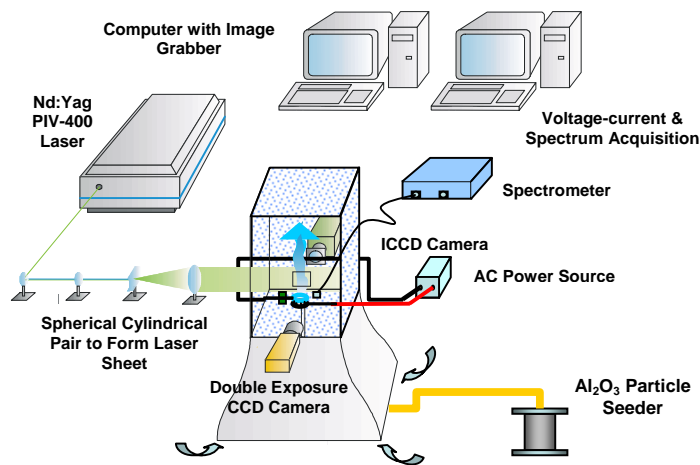 Computer with Image
Grabber
Nd:Yag
PIV-400
Laser
Voltage-current &
Spectrum Acquisition
Spectrometer
ICCD Camera
AC Power Source
Spherical Cylindrical
Pair to Form Laser
Sheet
Double Exposure
CCD Camera
Al₂O₃ Particle
Seeder